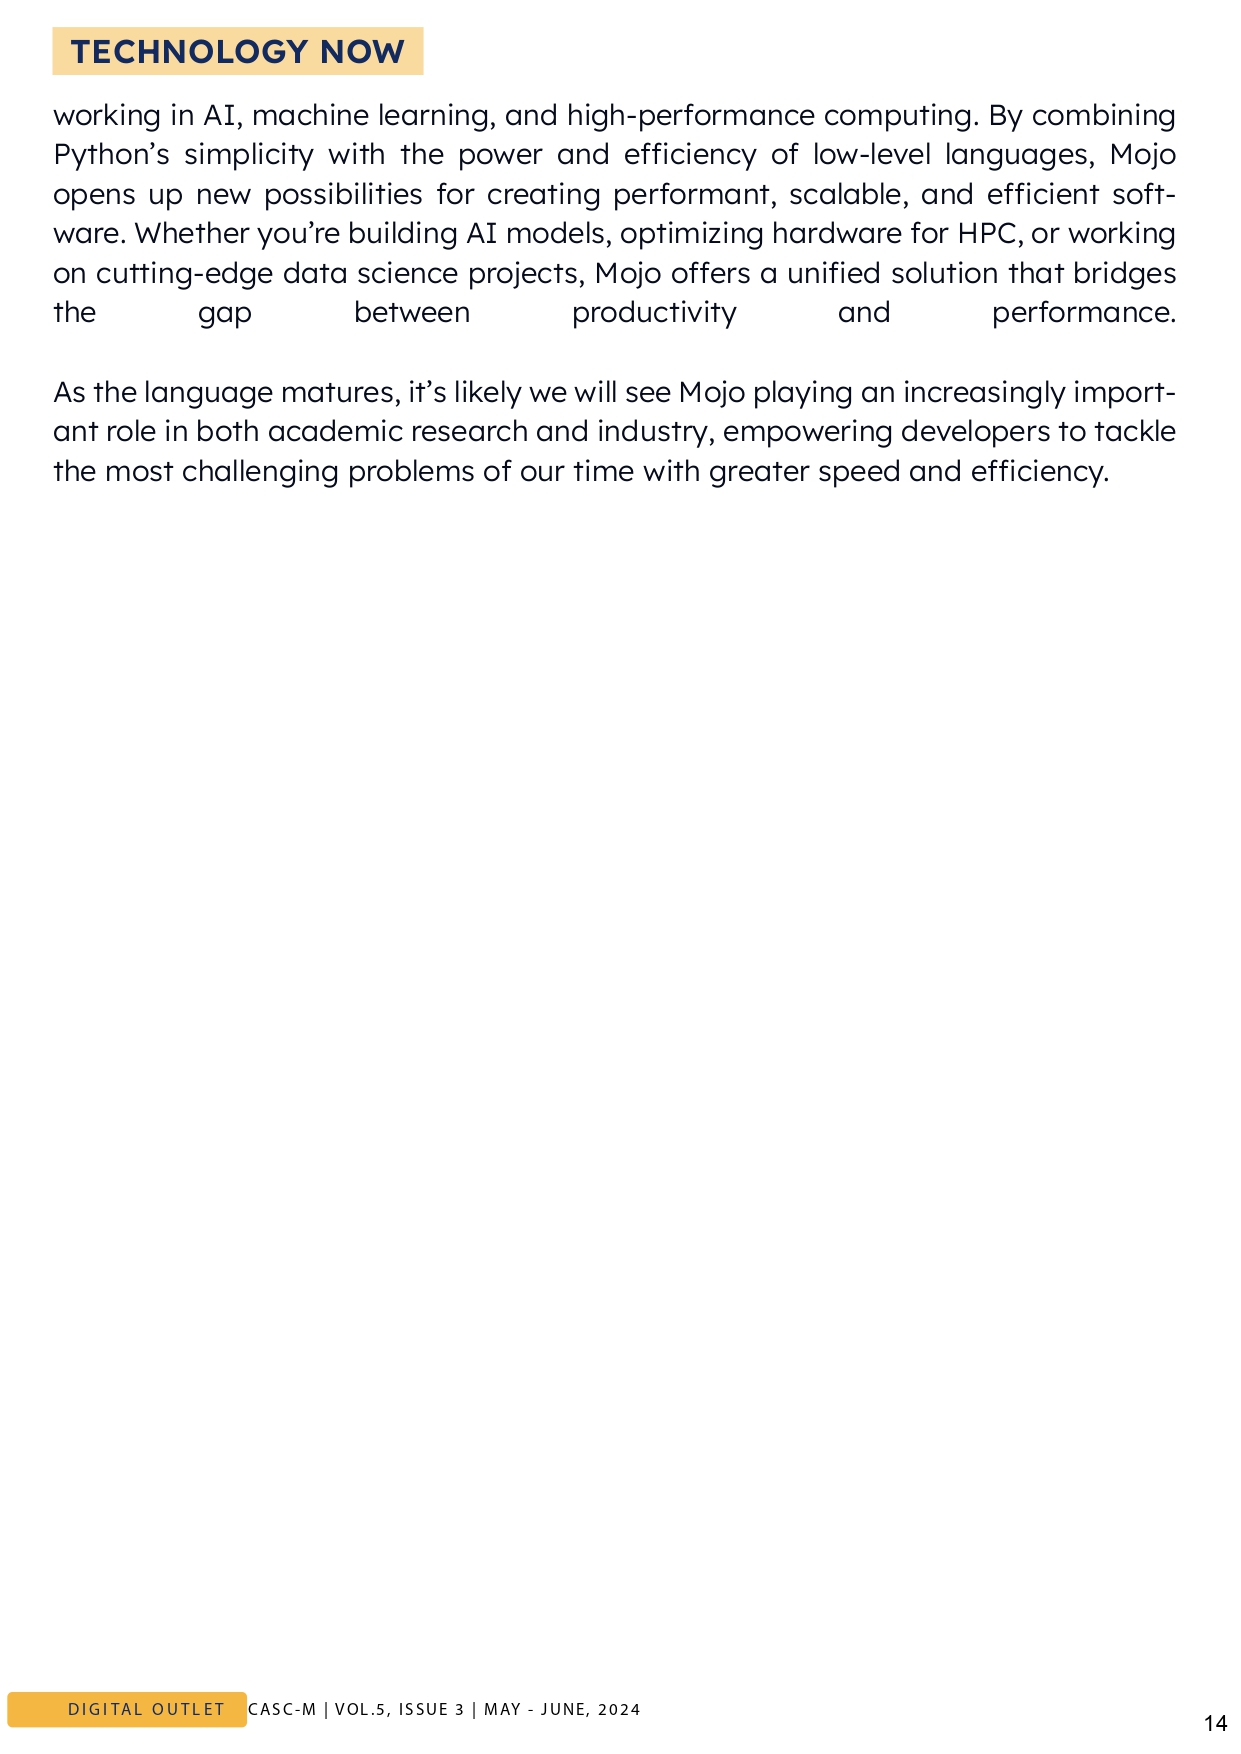 TECHNOLOGY NOW
working in AI, machine learning, and high-performance computing. By combining
Python’s simplicity with the power and efficiency of low-level languages, Mojo
opens up new possibilities for creating performant, scalable, and efficient soft-
ware. Whether you’re building AI models, optimizing hardware for HPC, or working
on cutting-edge data science projects, Mojo offers a unified solution that bridges
the gap between productivity and performance.
As the language matures, it’s likely we will see Mojo playing an increasingly import-
ant role in both academic research and industry, empowering developers to tackle
the most challenging problems of our time with greater speed and efficiency.
DIGITAL OUTLET CASC-M | VOL.5, ISSUE 3 | MAY - JUNE, 2024
14